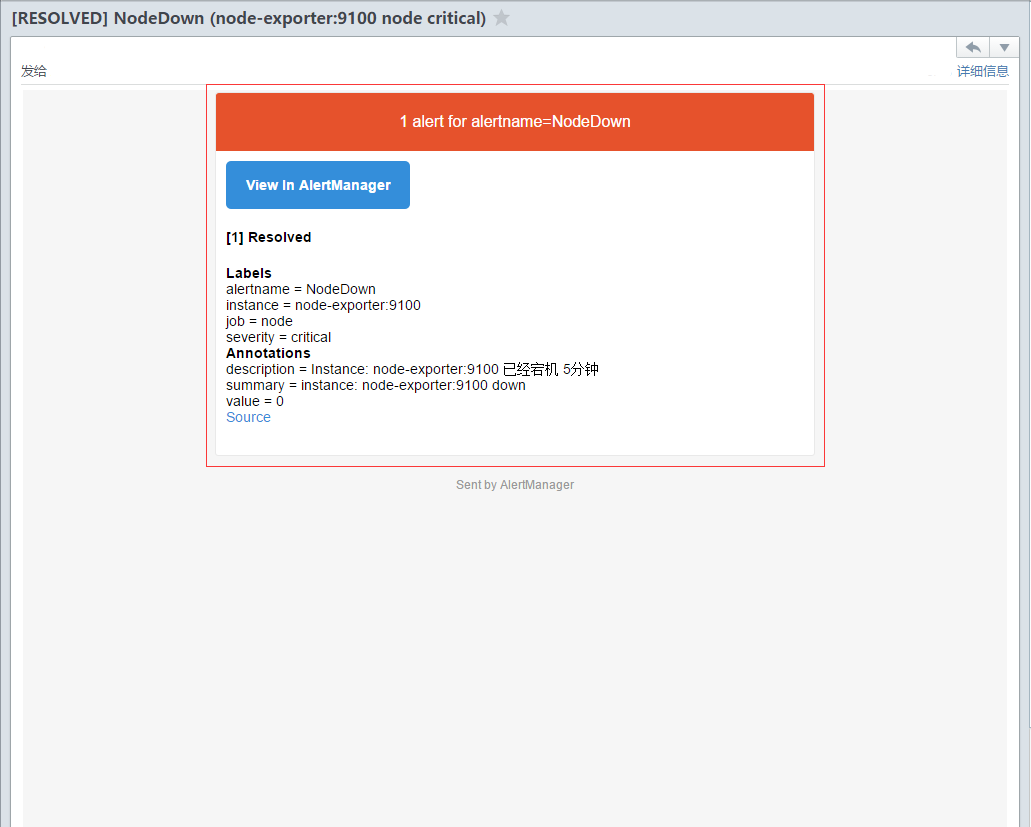 [RESOLVED] NodeDown (node-exporter:9100 node critical)
发给
详细信息
1 alert for alertname=NodeDown
View in AlertManager
[1] Resolved
Labels
alertname = NodeDown
instance = node-exporter:9100
job = node
severity = critical
Annotations
description = Instance: node-exporter:9100 已经宕机 5分钟
summary = instance: node-exporter:9100 down
value = 0
Source
Sent by AlertManager